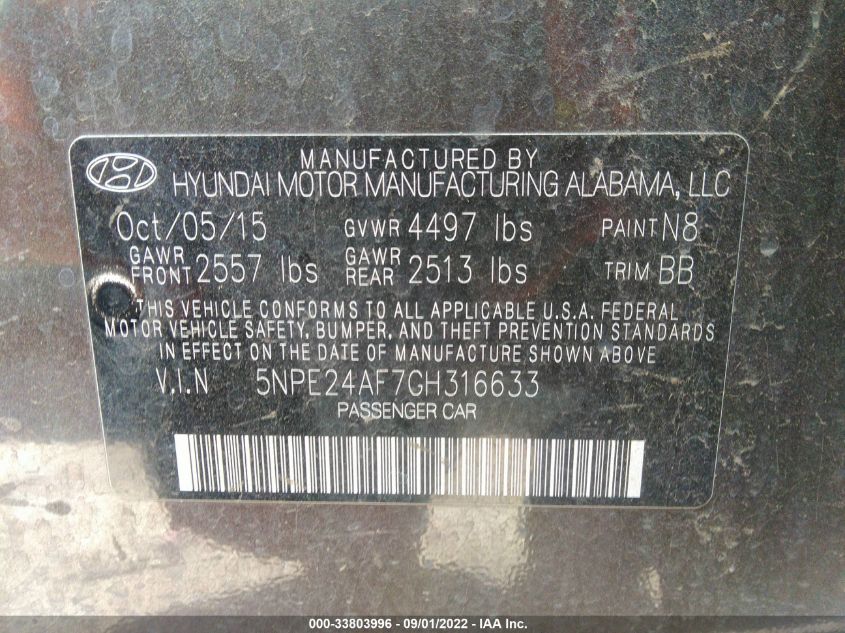 MANUFACTURED BY
HYUNDAI MOTOR MANUFACTURING ALABAMA, LLC
Oct/05/15 GVWR 4497 lbs PAINT N8
GAWR FRONT 2557 lbs GAWR REAR 2513 lbs TRIM BB
THIS VEHICLE CONFORMS TO ALL APPLICABLE U.S.A. FEDERAL
MOTOR VEHICLE SAFETY, BUMPER, AND THEFT PREVENTION STANDARDS
IN EFFECT ON THE DATE OF MANUFACTURE SHOWN ABOVE
V.I.N 5NPE24AF7GH316633
PASSENGER CAR
000-33803996 - 09/01/2022 - IAA Inc.